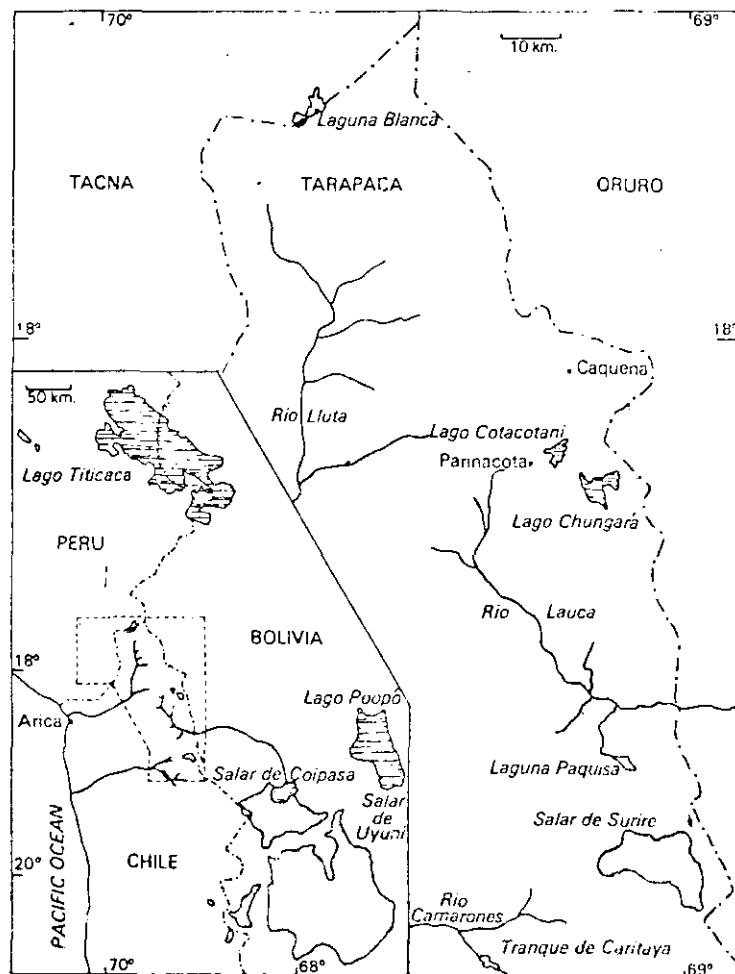 70°
69°
10 km.
Laguna Blanca
TACNA
TARAPACA
ORURO
18°
18°
Caquena
50 km.
Rio Lluta
Lago Cotacotani
Parinacota
Lago Titicaca
Lago Chungara
PERU
Rio Lauca
BOLIVIA
18°
Lago Poopó
Arica
Laguna Paquisa
Salar de Coipasa
Salar de Uyuni
Salar de Surire
PACIFIC OCEAN
CHILE
20°
Rio Camarones
Tranque de Caritaya
70°
68°
69°